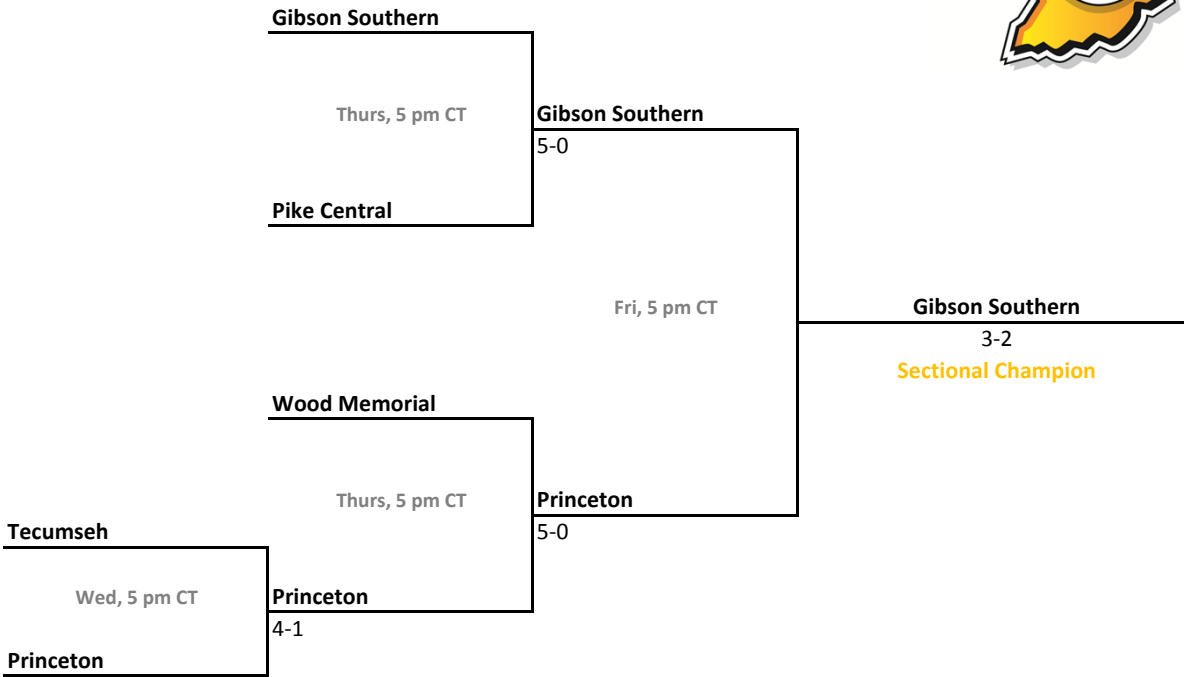 Gibson Southern
Thurs, 5 pm CT
Gibson Southern
5-0
Pike Central
Fri, 5 pm CT
Gibson Southern
3-2
Sectional Champion
Wood Memorial
Thurs, 5 pm CT
Princeton
5-0
Tecumseh
Wed, 5 pm CT
Princeton
4-1
Princeton